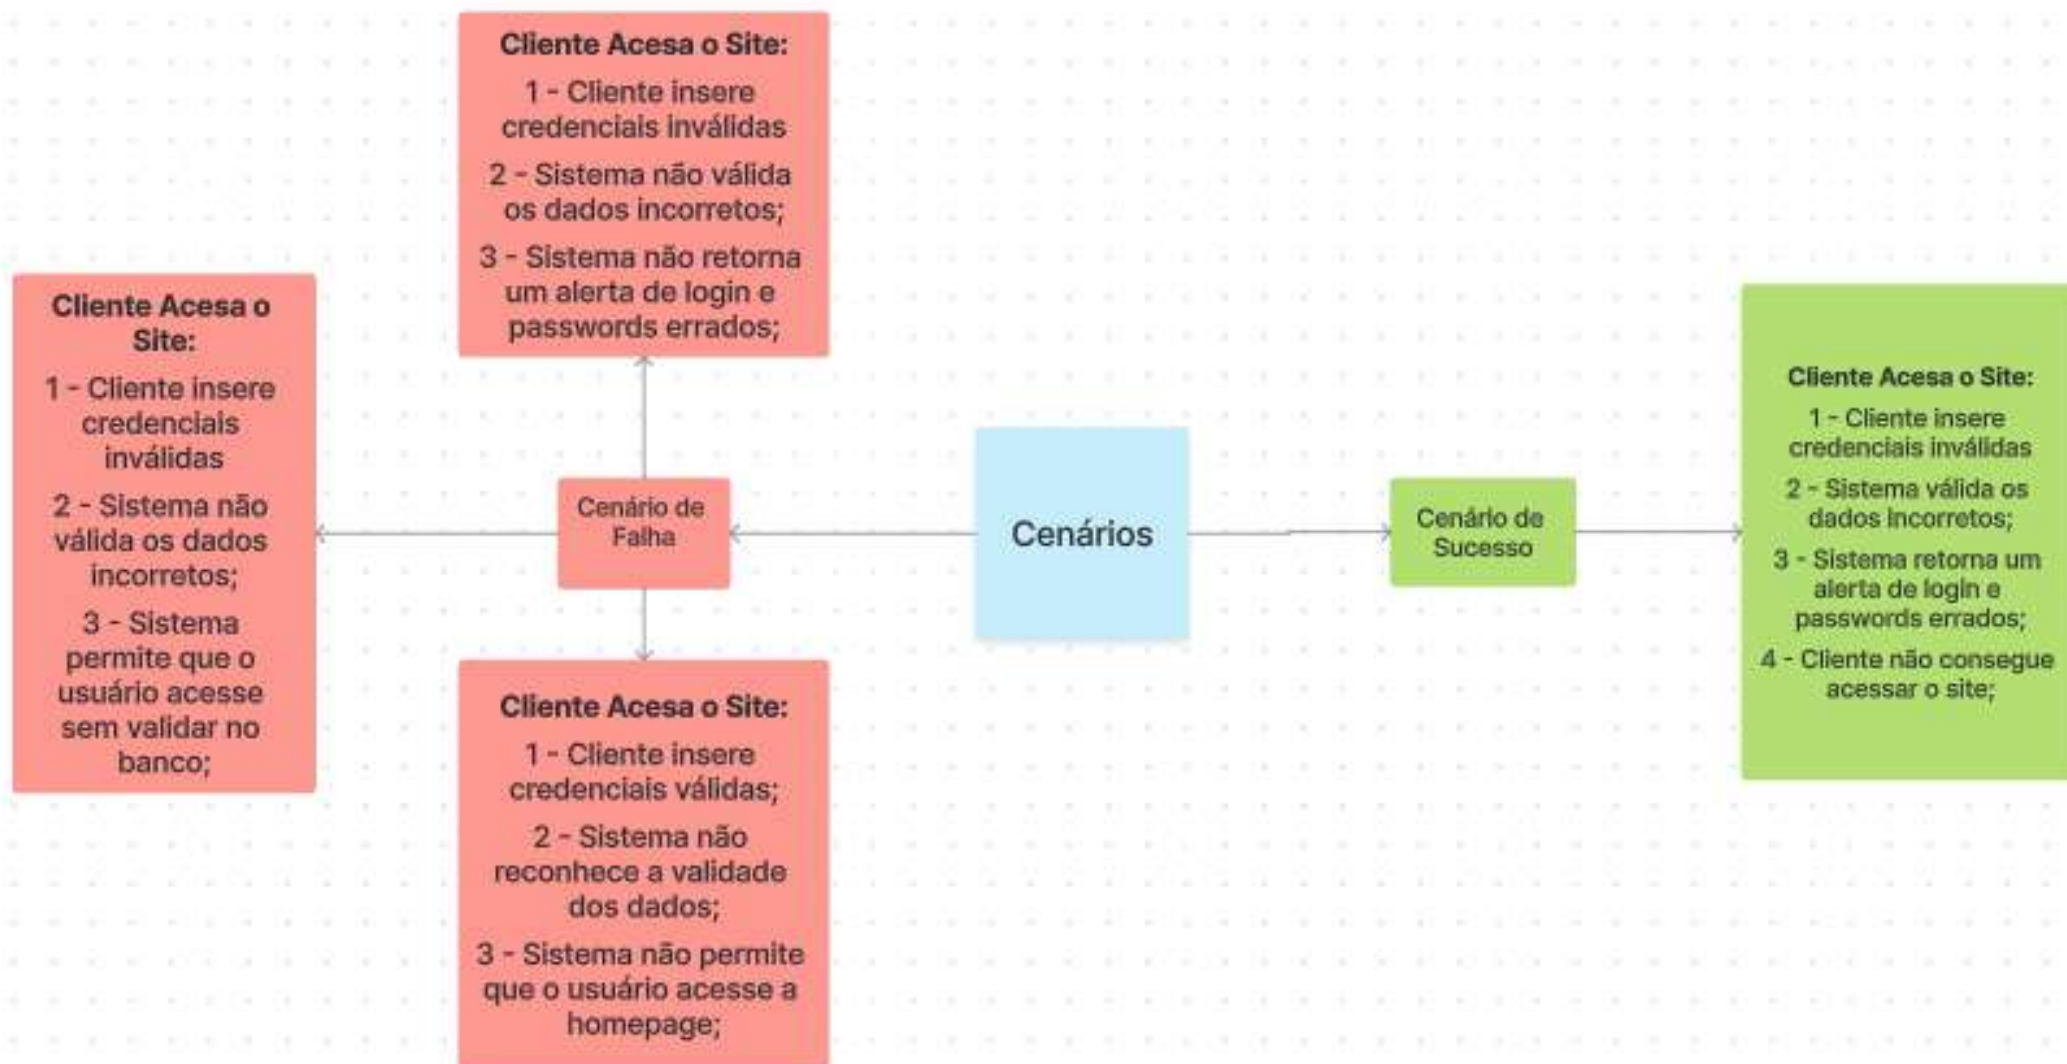 Cliente Acesa o Site:
1 - Cliente insere
credenciais inválidas
2 - Sistema não válida
os dados incorretos;
3 - Sistema não retorna
um alerta de login e
passwords errados;
Cliente Acesa o
Site:
1 - Cliente insere
credenciais
inválidas
2 - Sistema não
válida os dados
incorretos;
3 - Sistema
permite que o
usuário acesse
sem validar no
banco;
Cenário de
Falha
Cenários
Cenário de
Sucesso
Cliente Acesa o Site:
1 - Cliente insere
credenciais inválidas
2 - Sistema válida os
dados incorretos;
3 - Sistema retorna um
alerta de login e
passwords errados;
4 - Cliente não consegue
acessar o site;
Cliente Acesa o Site:
1 - Cliente insere
credenciais válidas;
2 - Sistema não
reconhece a validade
dos dados;
3 - Sistema não permite
que o usuário acesse a
homepage;